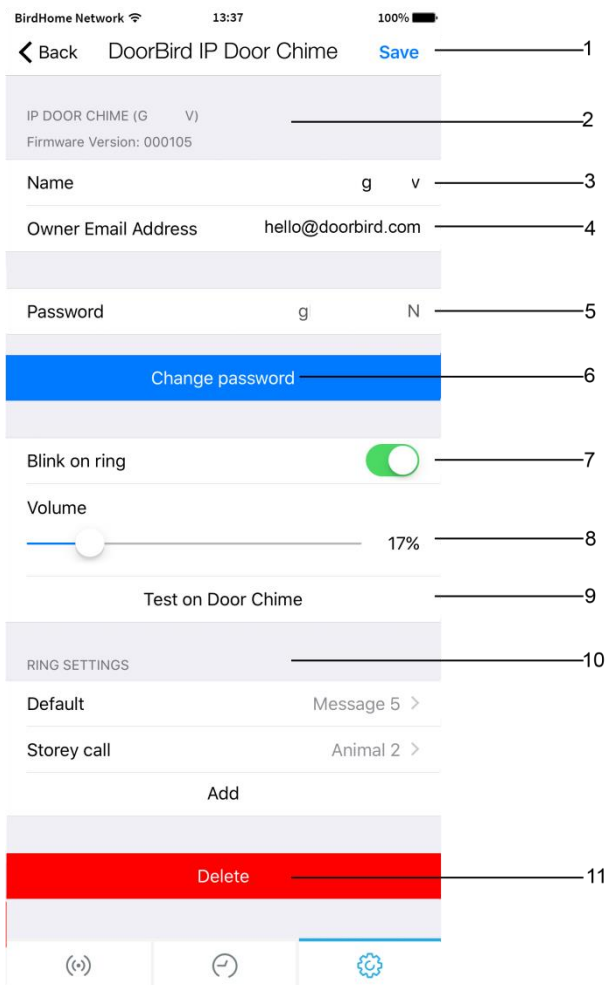 BirdHome Network 13:37 100%
Back DoorBird IP Door Chime Save 1
IP DOOR CHIME (G V) 2
Firmware Version: 000105
Name g v 3
Owner Email Address hello@doorbird.com 4
Password g N 5
Change password 6
Blink on ring 7
Volume
17% 8
Test on Door Chime 9
RING SETTINGS 10
Default Message 5
Storey call Animal 2
Add
Delete 11